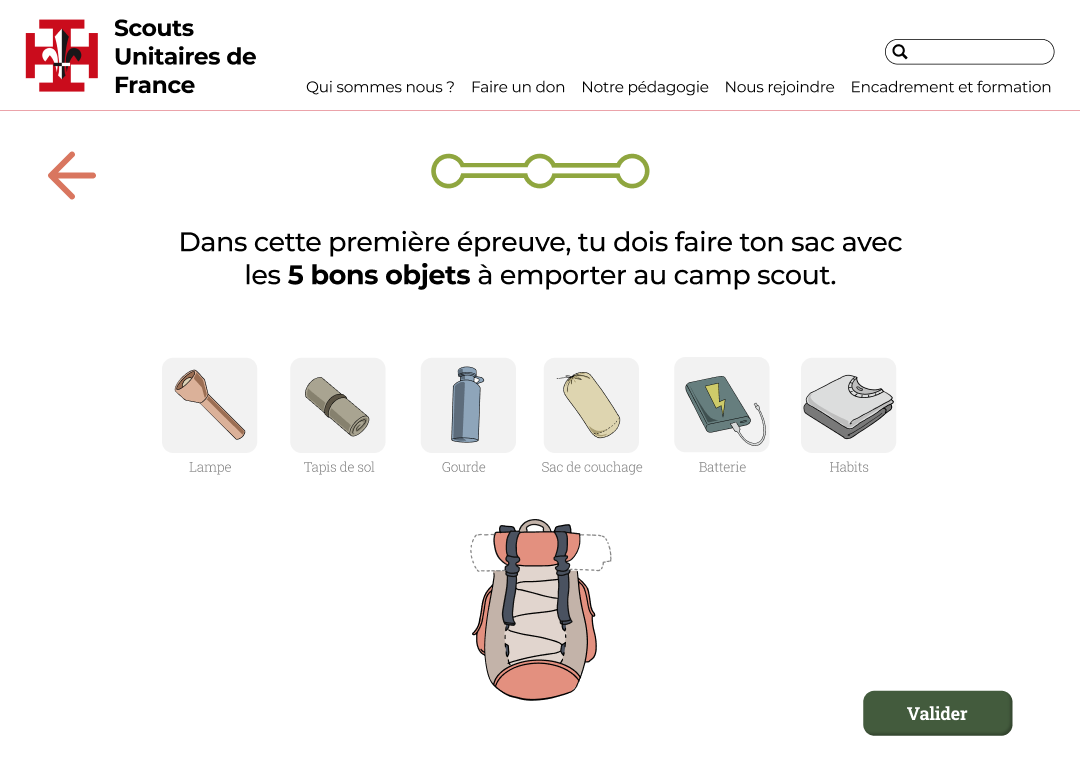 Scouts
Unitaires de
France
Qui sommes nous ? Faire un don Notre pédagogie Nous rejoindre Encadrement et formation
Dans cette première épreuve, tu dois faire ton sac avec
les 5 bons objets à emporter au camp scout.
Lampe Tapis de sol Gourde Sac de couchage Batterie Habits
Valider